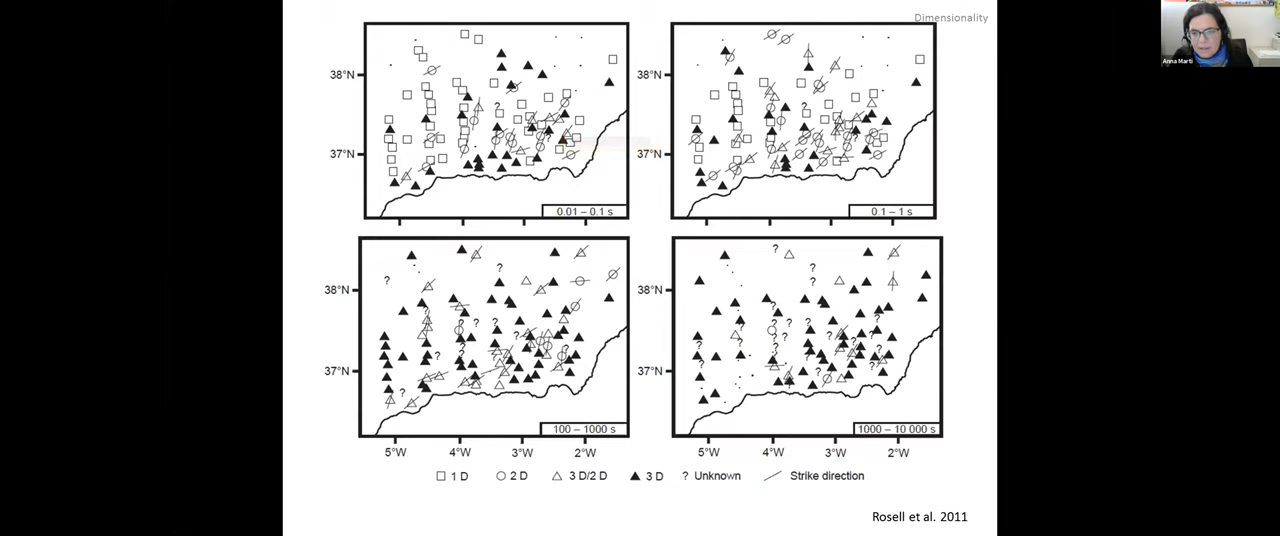 Dimensionality
Anna Martí
38°N
37°N
0.01 – 0.1 s
38°N
37°N
0.1 – 1 s
38°N
37°N
100 – 1000 s
5°W
4°W
3°W
2°W
38°N
37°N
1000 – 10 000 s
5°W
4°W
3°W
2°W
1 D
2 D
3 D/2 D
3 D
? Unknown
Strike direction
Rosell et al. 2011